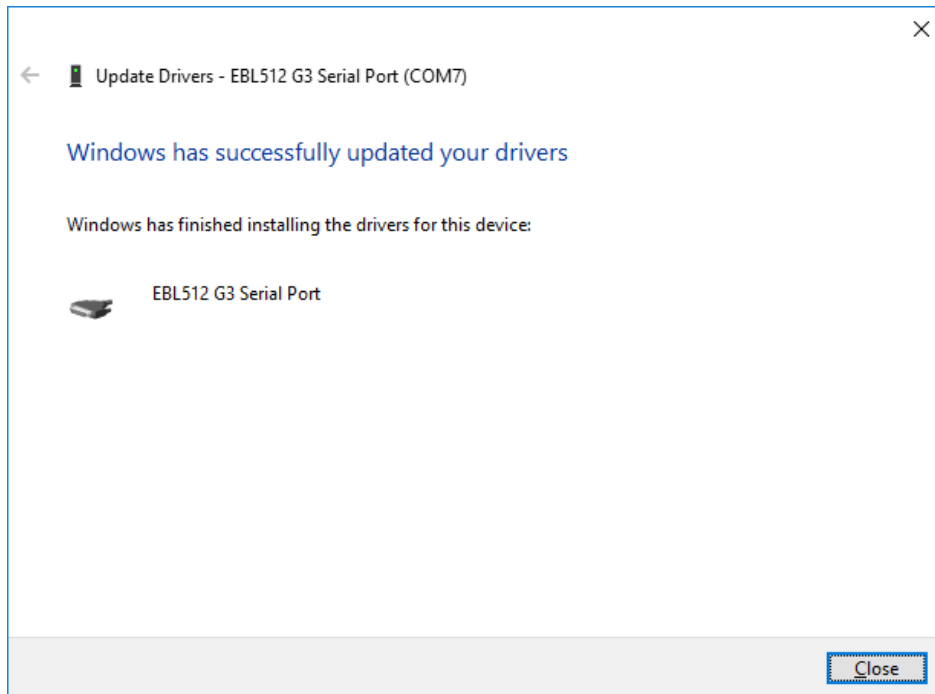 Update Drivers - EBL512 G3 Serial Port (COM7)
Windows has successfully updated your drivers
Windows has finished installing the drivers for this device:
EBL512 G3 Serial Port
Close